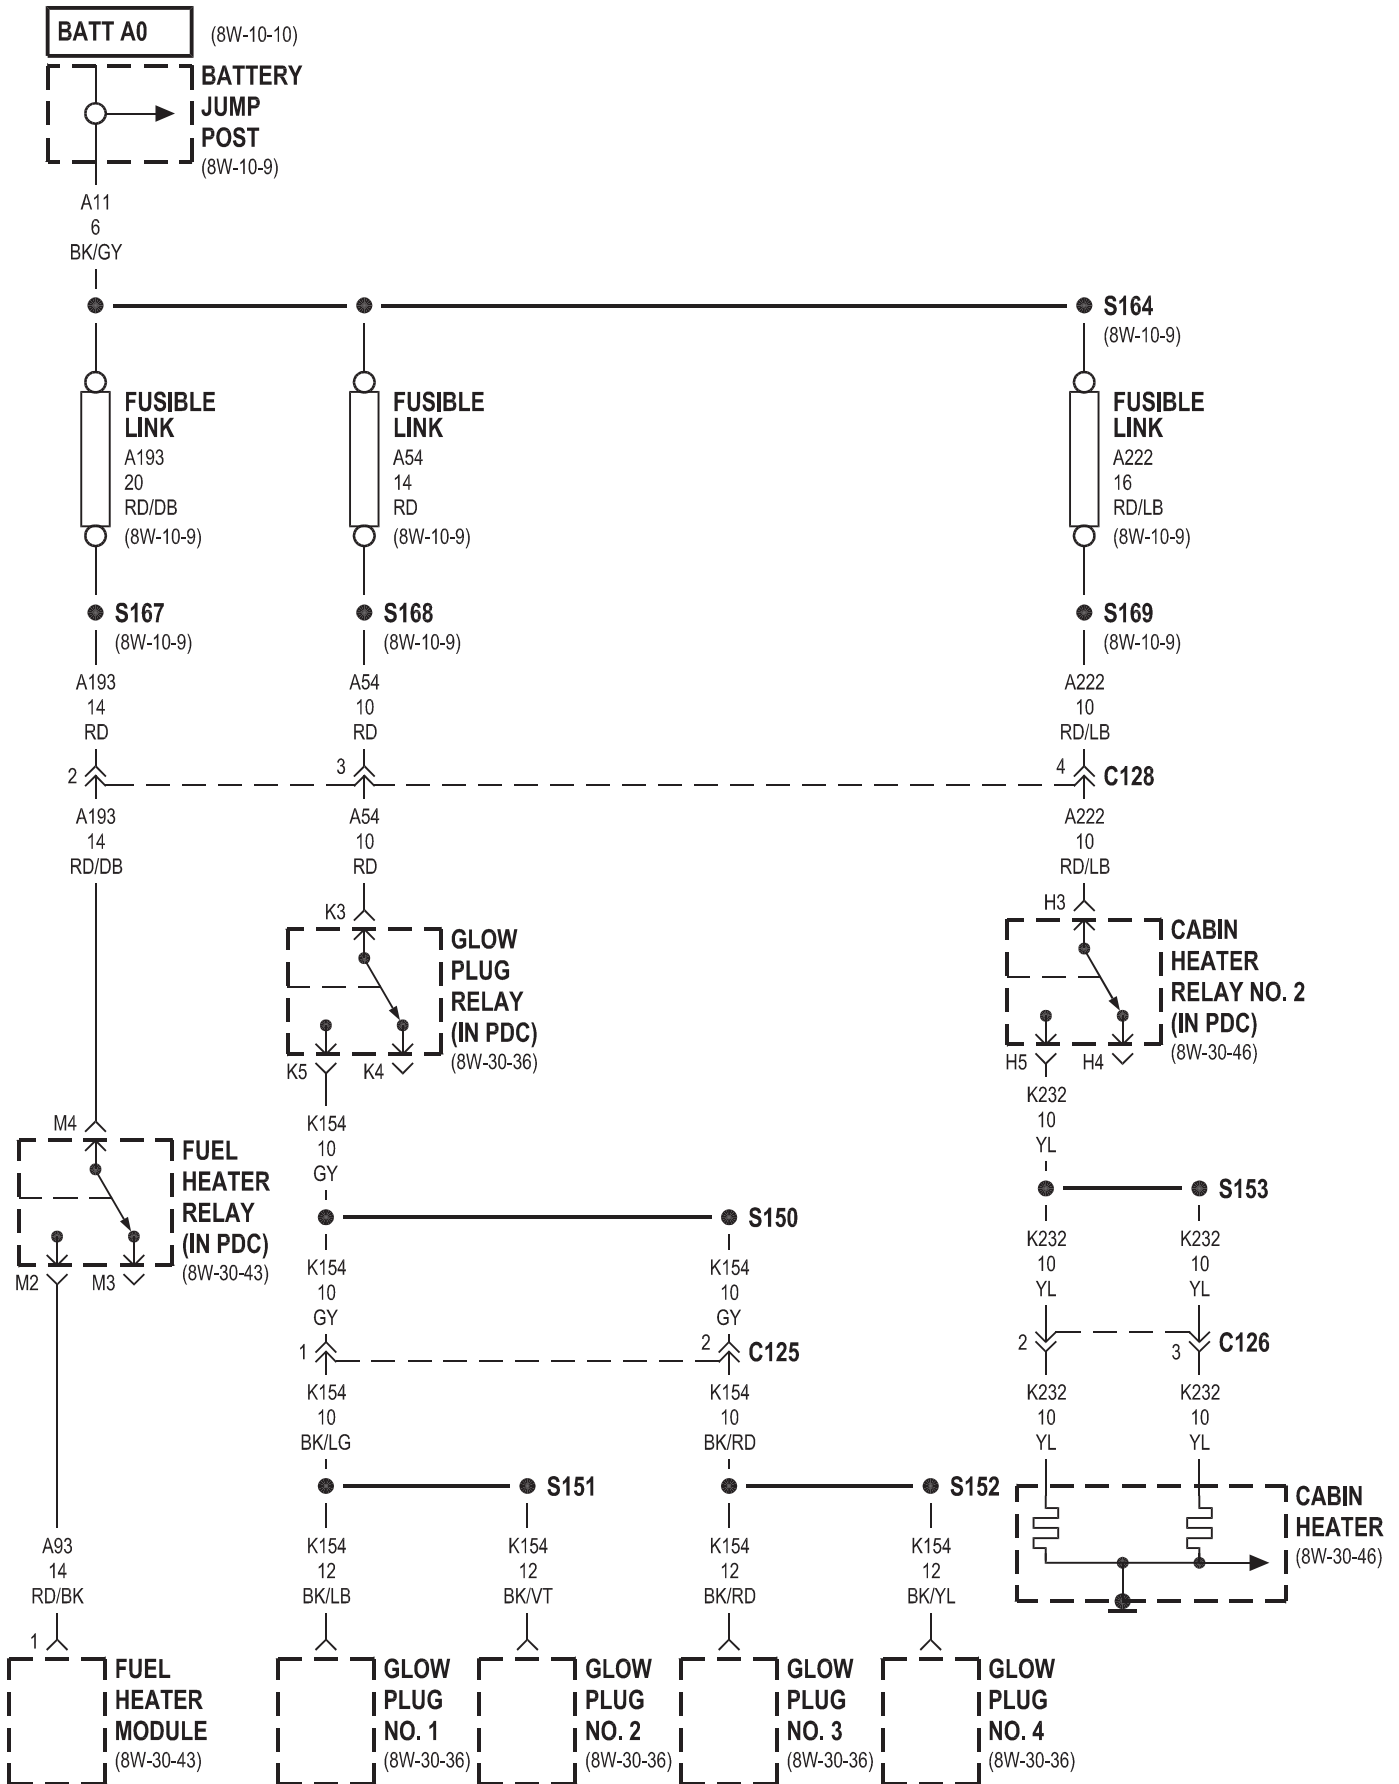 BATT A0
(8W-10-10)
BATTERY
JUMP
POST
(8W-10-9)
A11
6
BK/GY
S164
(8W-10-9)
FUSIBLE
LINK
A193
20
RD/DB
(8W-10-9)
FUSIBLE
LINK
A54
14
RD
(8W-10-9)
FUSIBLE
LINK
A222
16
RD/LB
(8W-10-9)
S167
(8W-10-9)
S168
(8W-10-9)
S169
(8W-10-9)
A193
14
RD
A54
10
RD
A222
10
RD/LB
2
3
4
C128
A193
14
RD/DB
A54
10
RD
A222
10
RD/LB
K3
GLOW
PLUG
RELAY
(IN PDC)
(8W-30-36)
K5
K4
H3
CABIN
HEATER
RELAY NO. 2
(IN PDC)
(8W-30-46)
H5
H4
M4
FUEL
HEATER
RELAY
(IN PDC)
(8W-30-43)
M2
M3
K154
10
GY
S150
K154
10
GY
K154
10
GY
1
2
C125
K154
10
BK/LG
K154
10
BK/RD
K232
10
YL
S153
K232
10
YL
K232
10
YL
2
3
C126
K232
10
YL
K232
10
YL
S151
S152
CABIN
HEATER
(8W-30-46)
A93
14
RD/BK
K154
12
BK/LB
K154
12
BK/VT
K154
12
BK/RD
K154
12
BK/YL
1
FUEL
HEATER
MODULE
(8W-30-43)
GLOW
PLUG
NO. 1
(8W-30-36)
GLOW
PLUG
NO. 2
(8W-30-36)
GLOW
PLUG
NO. 3
(8W-30-36)
GLOW
PLUG
NO. 4
(8W-30-36)